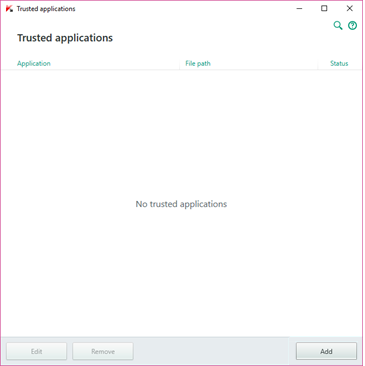 Trusted applications
Trusted applications
Application File path Status
No trusted applications
Edit Remove Add